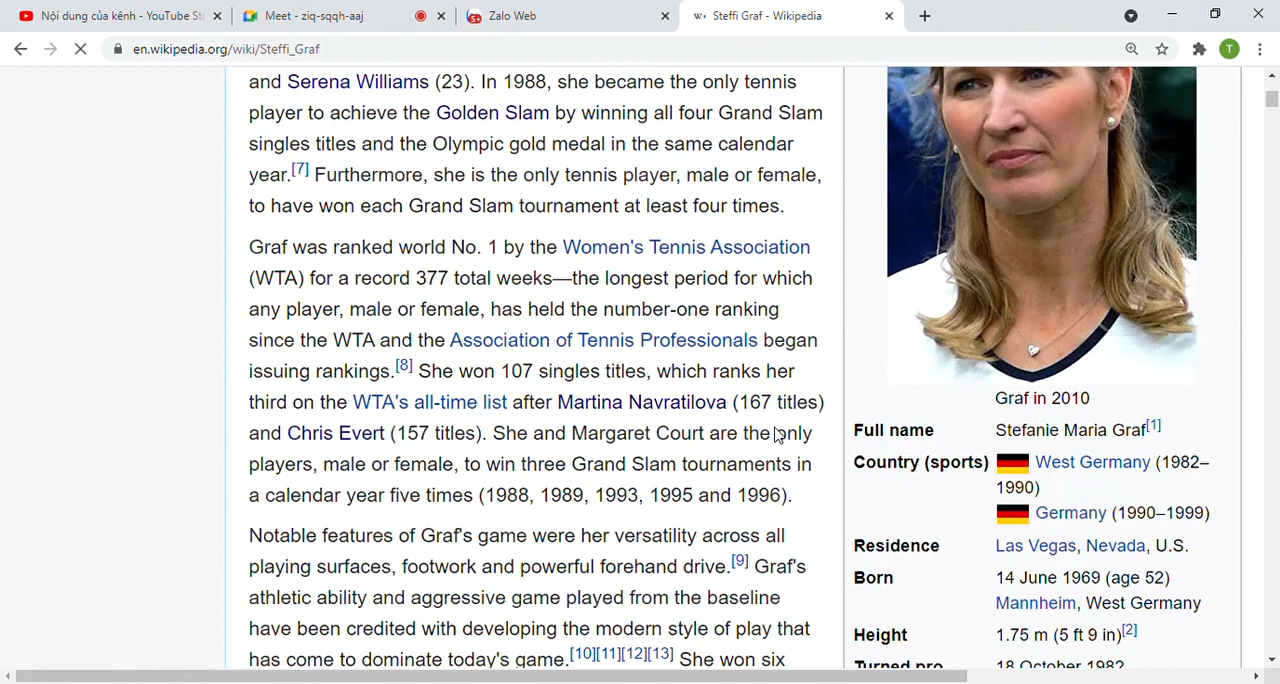 Nội dung của kênh - YouTube St
Meet - ziq-sqqh-aaj
Zalo Web
W Steffi Graf - Wikipedia
en.wikipedia.org/wiki/Steffi_Graf
T
and Serena Williams (23). In 1988, she became the only tennis
player to achieve the Golden Slam by winning all four Grand Slam
singles titles and the Olympic gold medal in the same calendar
year.[7] Furthermore, she is the only tennis player, male or female,
to have won each Grand Slam tournament at least four times.
Graf was ranked world No. 1 by the Women's Tennis Association
(WTA) for a record 377 total weeks—the longest period for which
any player, male or female, has held the number-one ranking
since the WTA and the Association of Tennis Professionals began
issuing rankings.[8] She won 107 singles titles, which ranks her
third on the WTA's all-time list after Martina Navratilova (167 titles)
and Chris Evert (157 titles). She and Margaret Court are the only
players, male or female, to win three Grand Slam tournaments in
a calendar year five times (1988, 1989, 1993, 1995 and 1996).
Notable features of Graf's game were her versatility across all
playing surfaces, footwork and powerful forehand drive.[9] Graf's
athletic ability and aggressive game played from the baseline
have been credited with developing the modern style of play that
has come to dominate today's game.[10][11][12][13] She won six
Graf in 2010
Full name Stefanie Maria Graf[1]
Country (sports) West Germany (1982–
1990)
Germany (1990–1999)
Residence Las Vegas, Nevada, U.S.
Born 14 June 1969 (age 52)
Mannheim, West Germany
Height 1.75 m (5 ft 9 in)[2]
Turned pro 18 October 1982